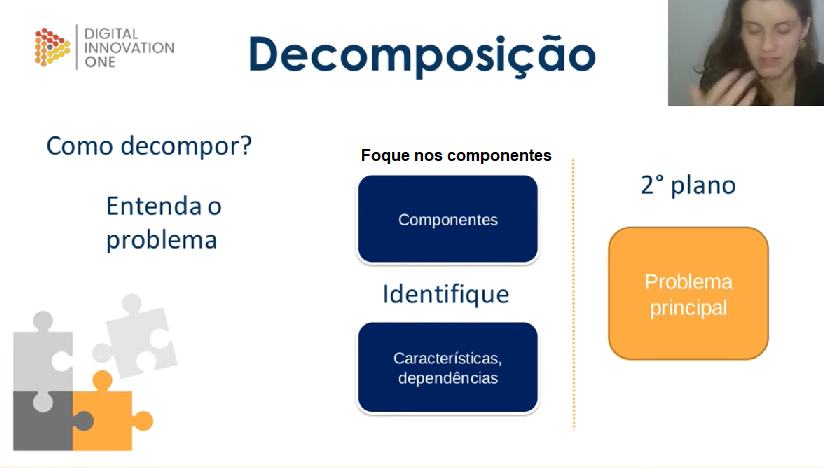 DIGITAL
INNOVATION
ONE
Decomposição
Como decompor?
Entenda o
problema
Foque nos componentes
Componentes
Identifique
Características,
dependências
2° plano
Problema
principal